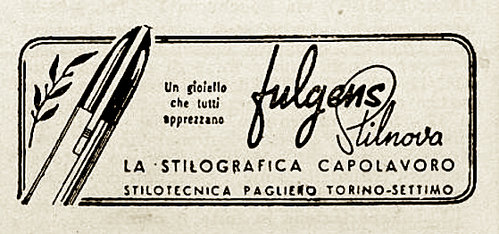 Un gioiello
che tutti
apprezzano
fulgens
Stilnova
LA STILOGRAFICA CAPOLAVORO
STILOTECNICA PAGLIERO TORINO-SETTIMO